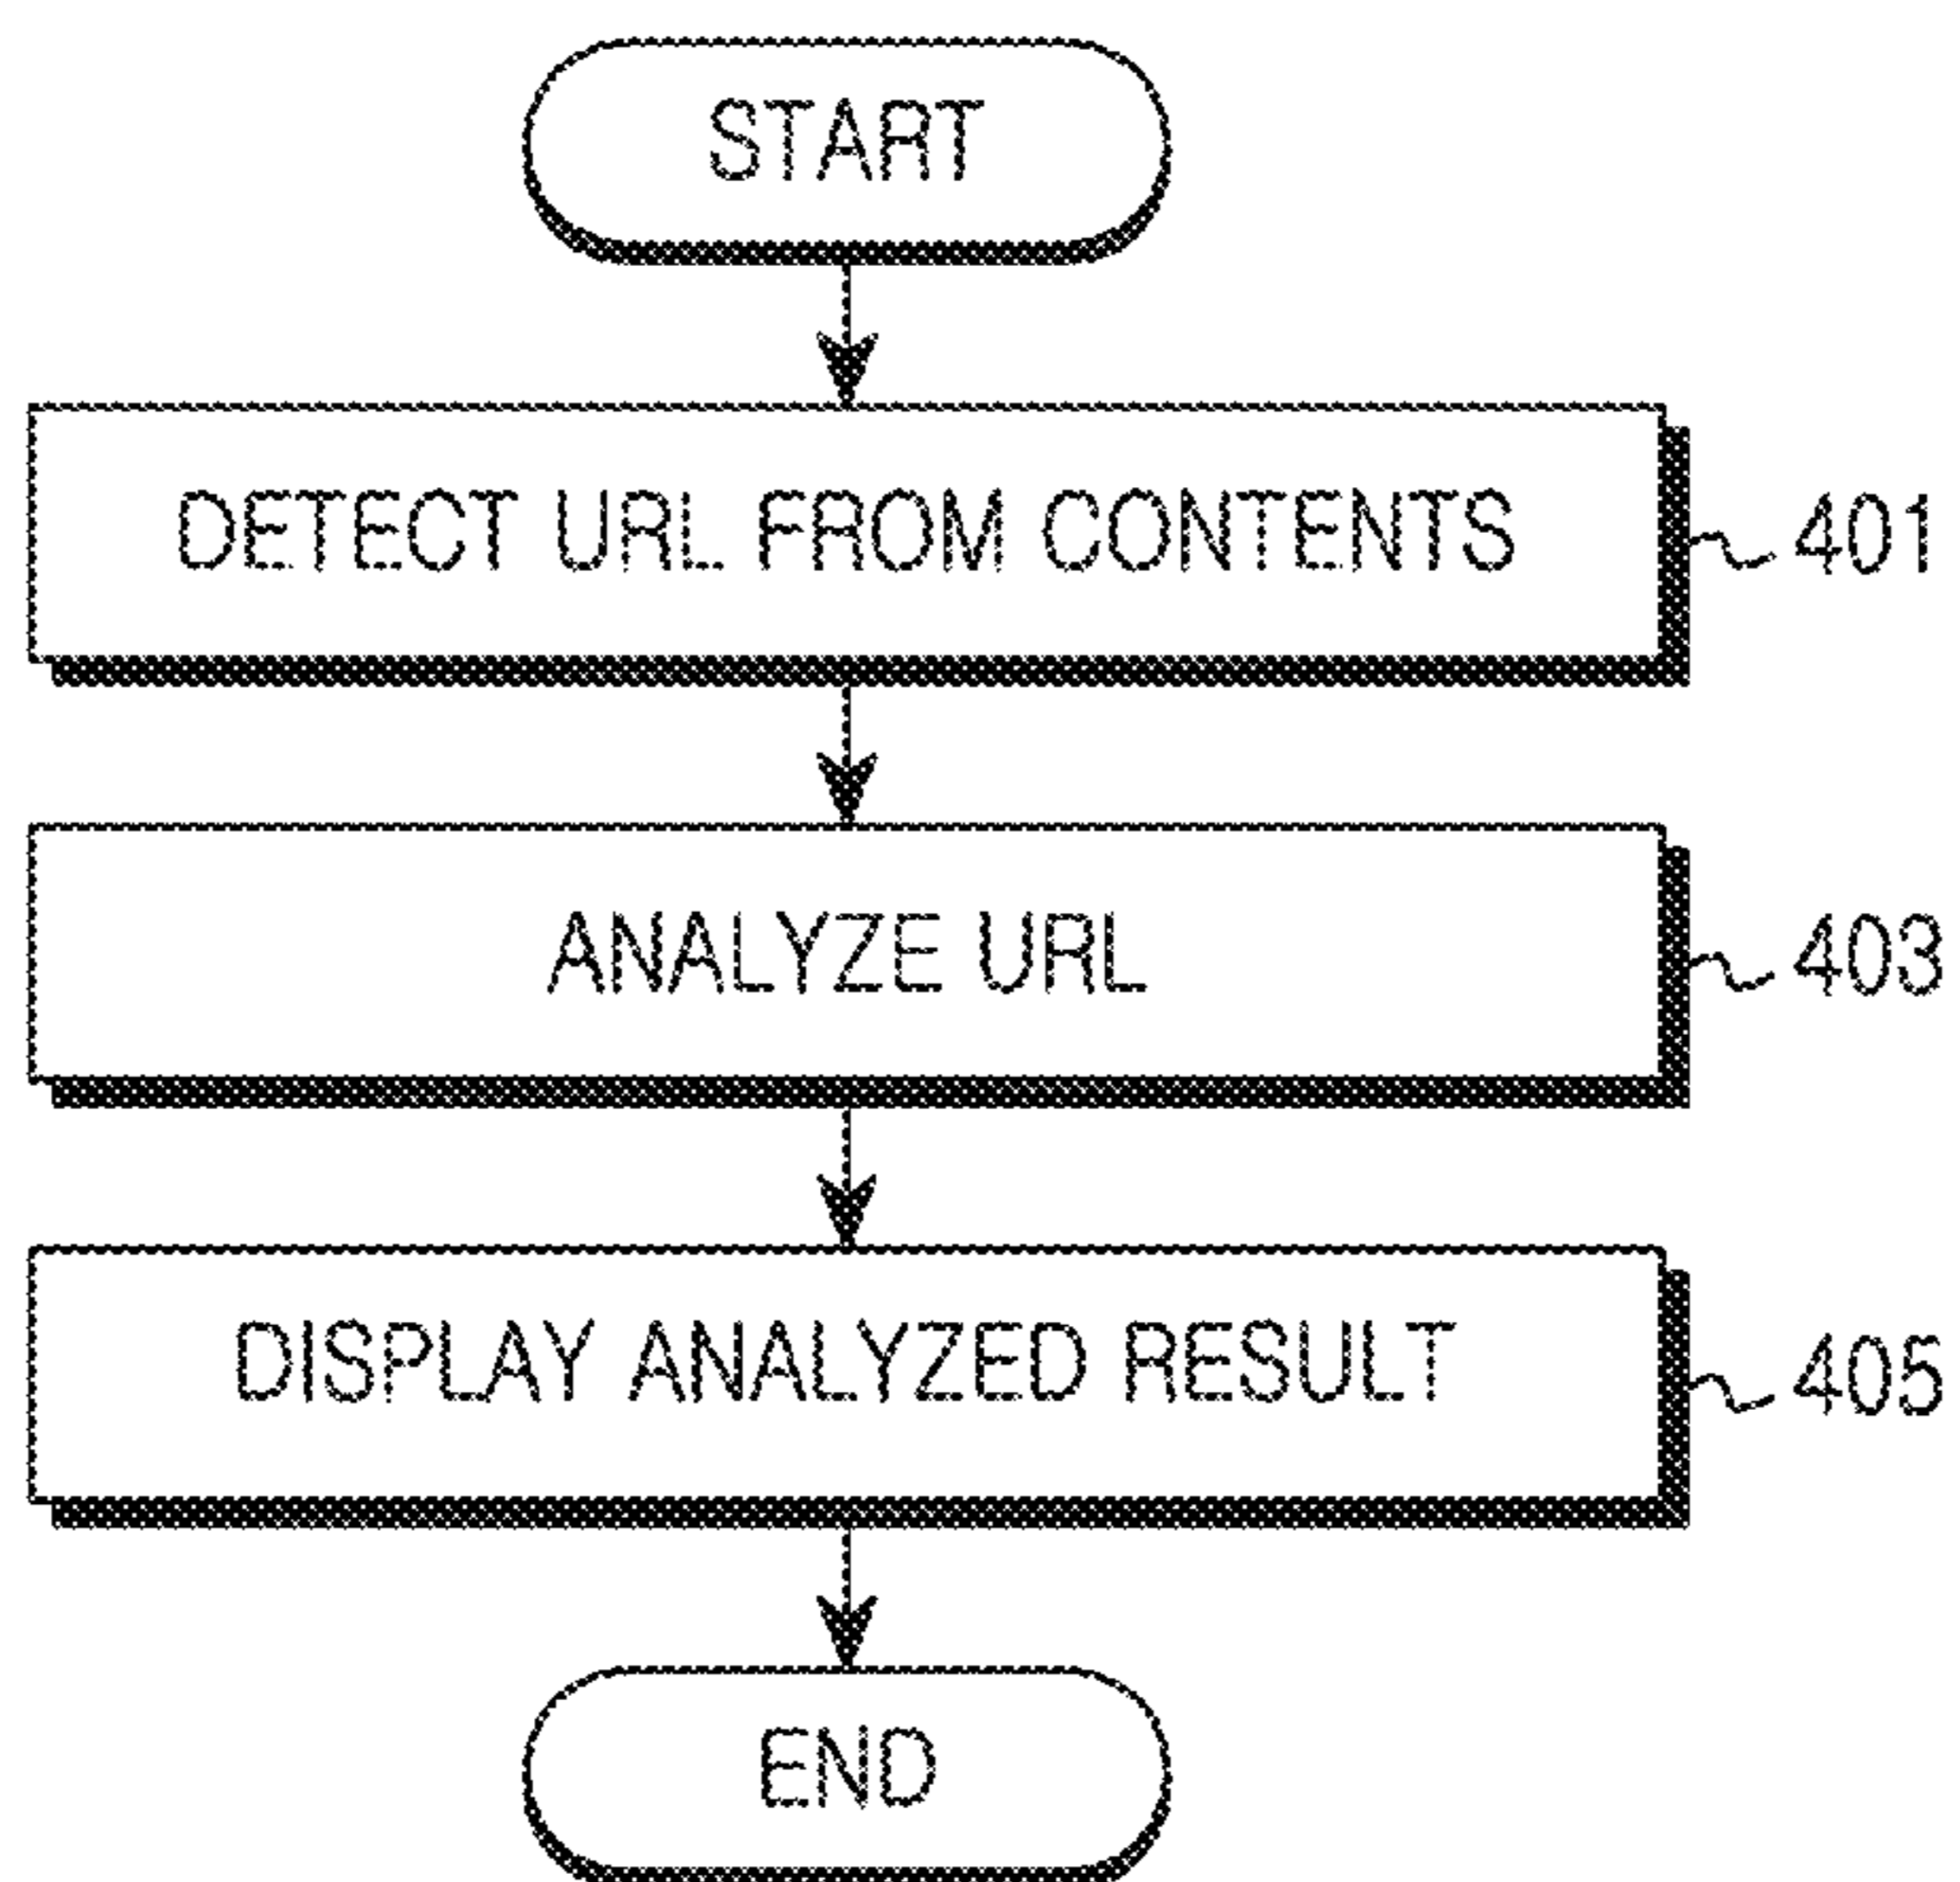 START
DETECT URL FROM CONTENTS
401
ANALYZE URL
403
DISPLAY ANALYZED RESULT
405
END